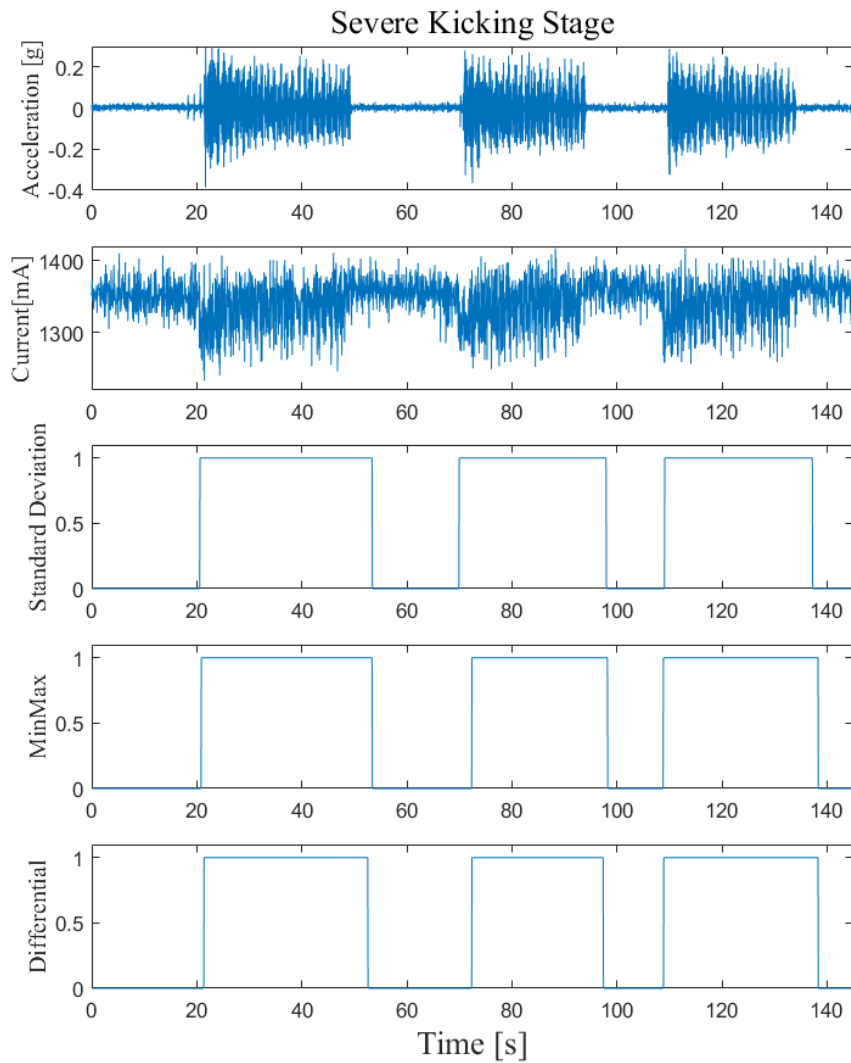 Severe Kicking Stage
Acceleration [g]
0.2
0
-0.2
-0.4
0 20 40 60 80 100 120 140
Current[mA]
1400
1300
0 20 40 60 80 100 120 140
Standard Deviation
1
0.5
0
0 20 40 60 80 100 120 140
MinMax
1
0.5
0
0 20 40 60 80 100 120 140
Differential
1
0.5
0
0 20 40 60 80 100 120 140
Time [s]